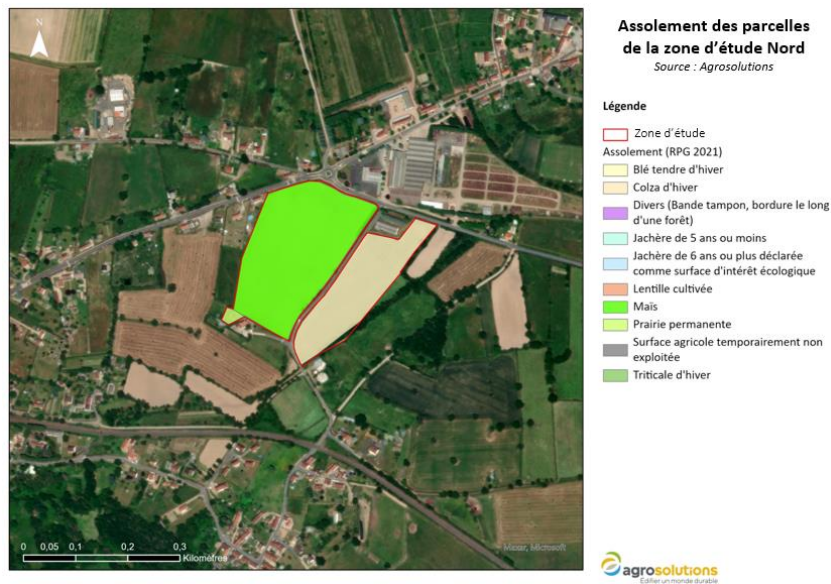 Assolement des parcelles
de la zone d'étude Nord
Source : Agrosolutions
Légende
Zone d'étude
Assolement (RPG 2021)
Blé tendre d'hiver
Colza d'hiver
Divers (Bande tampon, bordure le long
d'une forêt)
Jachère de 5 ans ou moins
Jachère de 6 ans ou plus déclarée
comme surface d'intérêt écologique
Lentille cultivée
Maïs
Prairie permanente
Surface agricole temporairement non
exploitée
Triticale d'hiver
N
0 0,05 0,1 0,2 0,3
Kilomètres
Maxar, Microsoft
agrosolutions
Edifier un monde durable